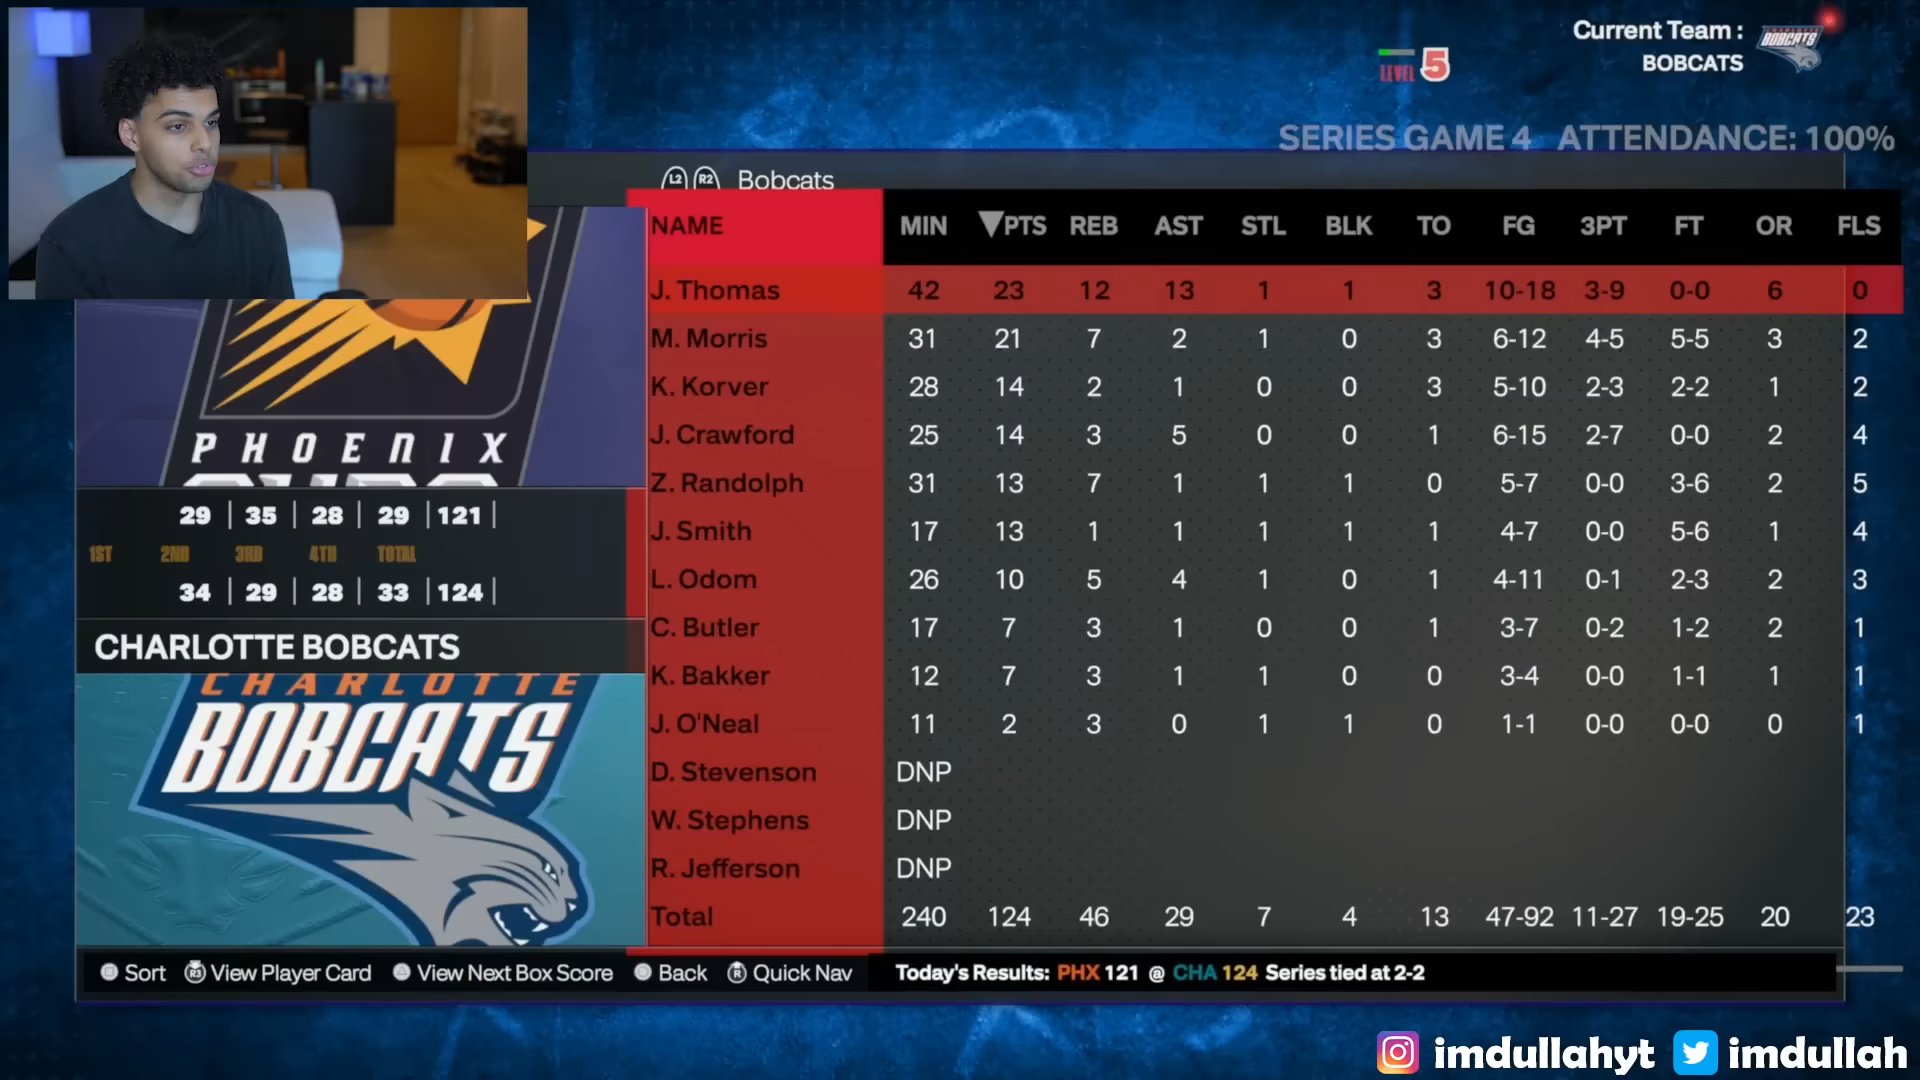 Current Team :
BOBCATS
LEVEL 5
SERIES GAME 4 ATTENDANCE: 100%
L2 R2 Bobcats
NAME MIN PTS REB AST STL BLK TO FG 3PT FT OR FLS
J. Thomas 42 23 12 13 1 1 3 10-18 3-9 0-0 6 0
M. Morris 31 21 7 2 1 0 3 6-12 4-5 5-5 3 2
K. Korver 28 14 2 1 0 0 3 5-10 2-3 2-2 1 2
J. Crawford 25 14 3 5 0 0 1 6-15 2-7 0-0 2 4
Z. Randolph 31 13 7 1 1 1 0 5-7 0-0 3-6 2 5
J. Smith 17 13 1 1 1 1 1 4-7 0-0 5-6 1 4
L. Odom 26 10 5 4 1 0 1 4-11 0-1 2-3 2 3
C. Butler 17 7 3 1 0 0 1 3-7 0-2 1-2 2 1
K. Bakker 12 7 3 1 1 0 0 3-4 0-0 1-1 1 1
J. O'Neal 11 2 3 0 1 1 0 1-1 0-0 0-0 0 1
D. Stevenson DNP
W. Stephens DNP
R. Jefferson DNP
Total 240 124 46 29 7 4 13 47-92 11-27 19-25 20 23
PHOENIX
29 | 35 | 28 | 29 | 121 |
1ST 2ND 3RD 4TH TOTAL
34 | 29 | 28 | 33 | 124 |
CHARLOTTE BOBCATS
CHARLOTTE
BOBCATS
Sort R3 View Player Card View Next Box Score Back R Quick Nav
Today's Results: PHX 121 @ CHA 124 Series tied at 2-2
imdullahyt imdullah